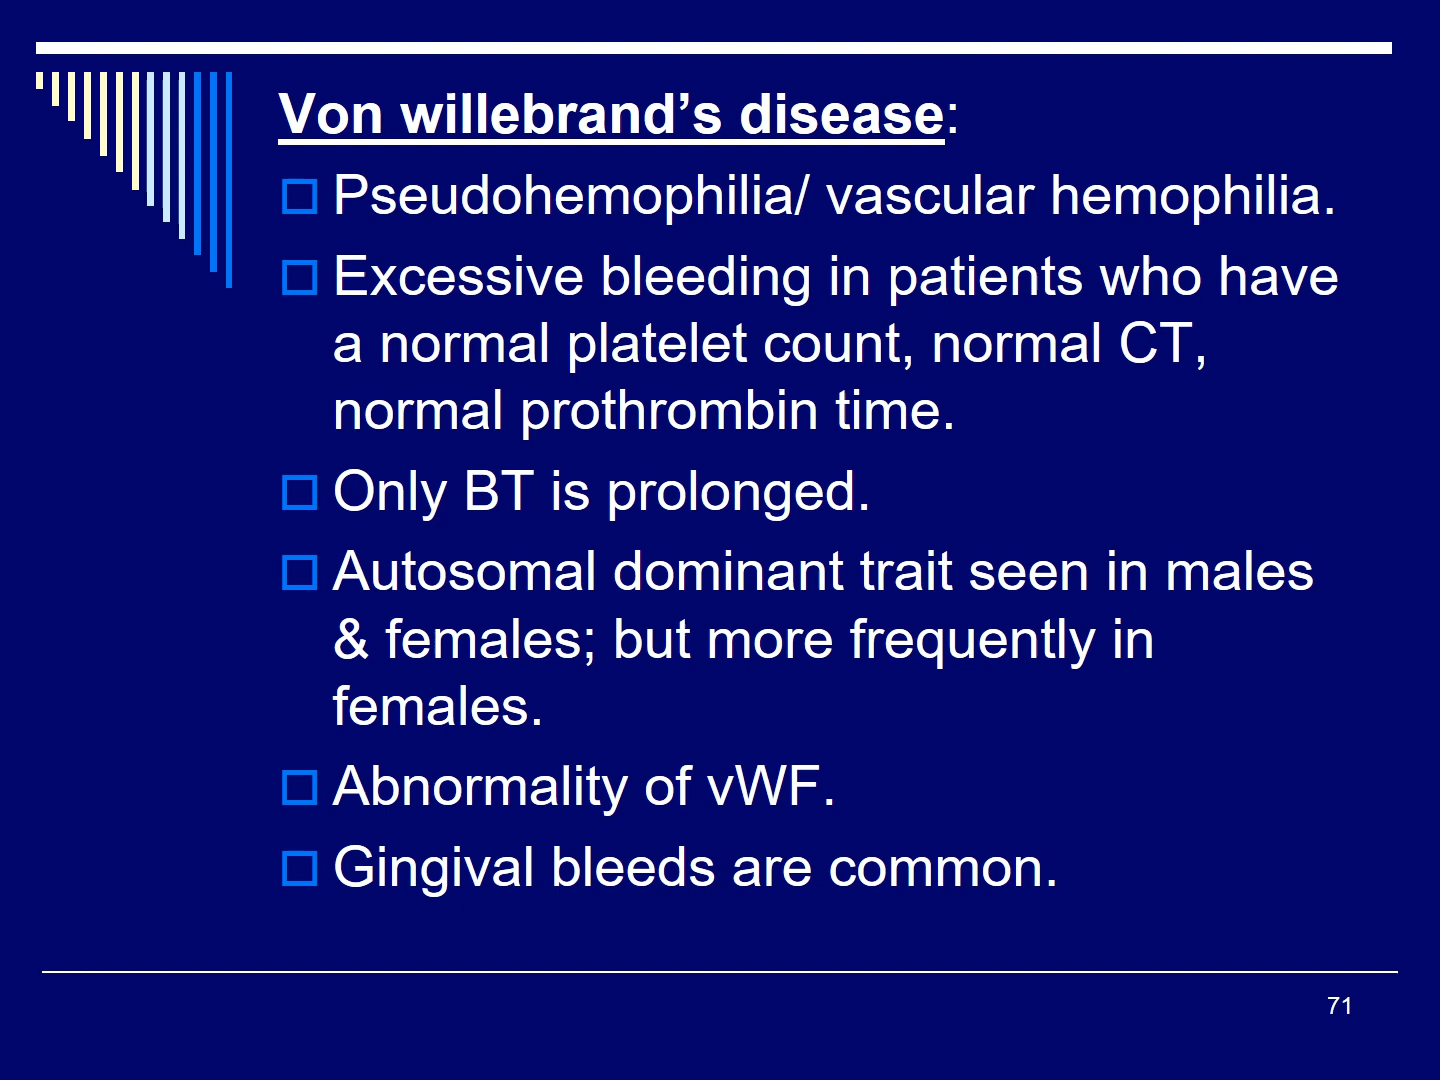 Von willebrand’s disease:
Pseudohemophilia/ vascular hemophilia.
Excessive bleeding in patients who have
a normal platelet count, normal CT,
normal prothrombin time.
Only BT is prolonged.
Autosomal dominant trait seen in males
& females; but more frequently in
females.
Abnormality of vWF.
Gingival bleeds are common.
71